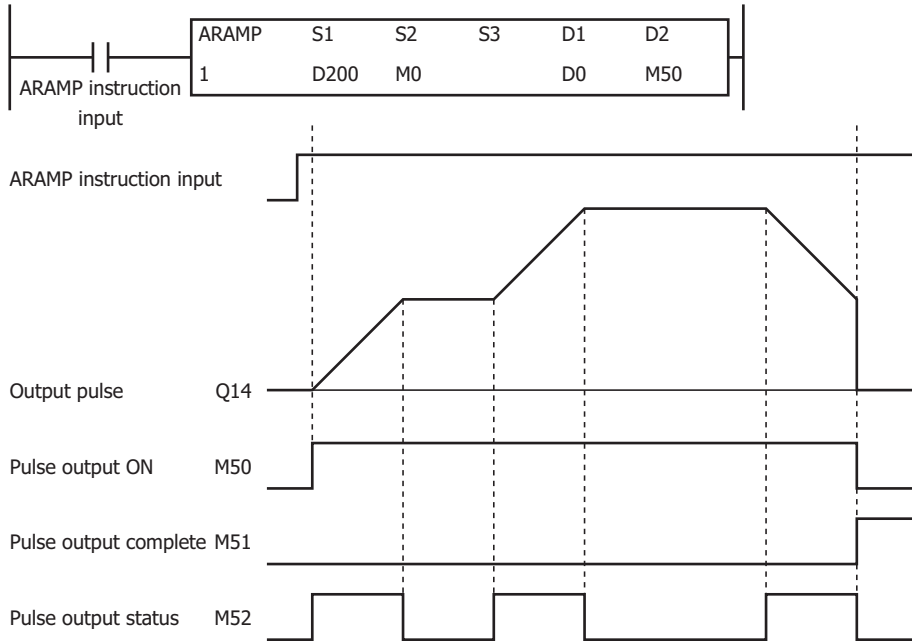 ARAMP S1 S2 S3 D1 D2
1 D200 M0 D0 M50
ARAMP instruction
input
ARAMP instruction input
Output pulse Q14
Pulse output ON M50
Pulse output complete M51
Pulse output status M52